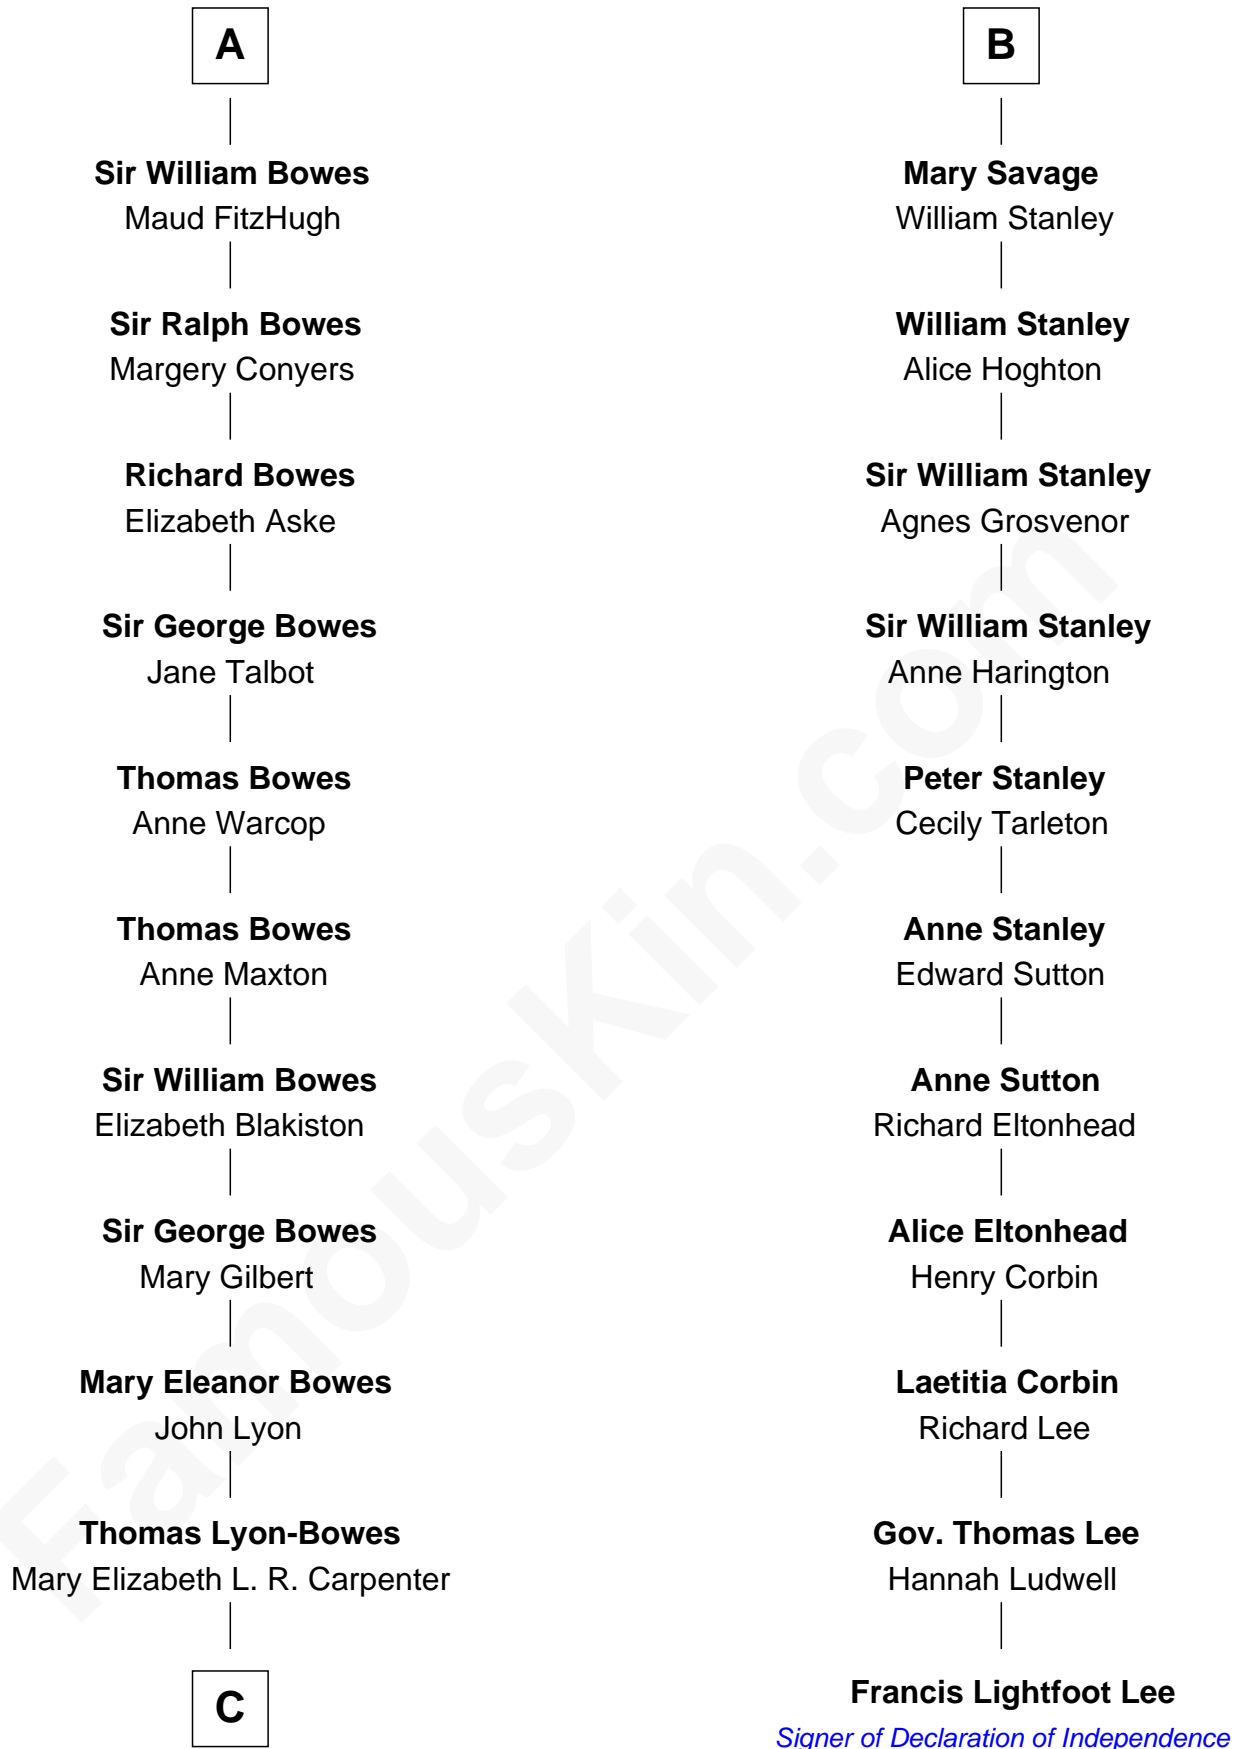 A
Sir William Bowes
Maud FitzHugh
Sir Ralph Bowes
Margery Conyers
Richard Bowes
Elizabeth Aske
Sir George Bowes
Jane Talbot
Thomas Bowes
Anne Warcop
Thomas Bowes
Anne Maxton
Sir William Bowes
Elizabeth Blakiston
Sir George Bowes
Mary Gilbert
Mary Eleanor Bowes
John Lyon
Thomas Lyon-Bowes
Mary Elizabeth L. R. Carpenter
C
B
Mary Savage
William Stanley
William Stanley
Alice Hoghton
Sir William Stanley
Agnes Grosvenor
Sir William Stanley
Anne Harington
Peter Stanley
Cecily Tarleton
Anne Stanley
Edward Sutton
Anne Sutton
Richard Eltonhead
Alice Eltonhead
Henry Corbin
Laetitia Corbin
Richard Lee
Gov. Thomas Lee
Hannah Ludwell
Francis Lightfoot Lee
Signer of Declaration of Independence
FamousKin.com